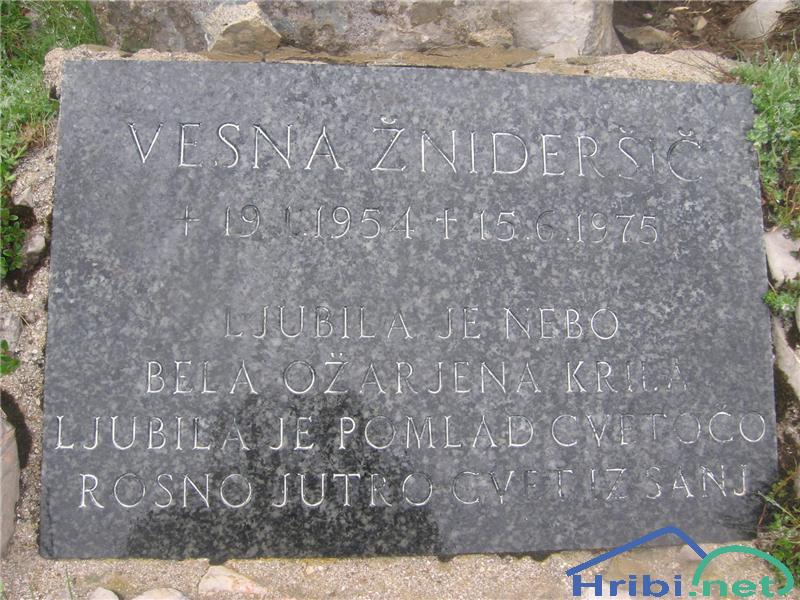 VESNA ŽNIDERŠIČ
+ 19.1.1954 + 15.6.1975
LJUBILA JE NEBO
BELA OŽARJENA KRILA
LJUBILA JE POMLAD CVETOČO
ROSNO JUTRO CVET IZ SANJ
Hribi.net